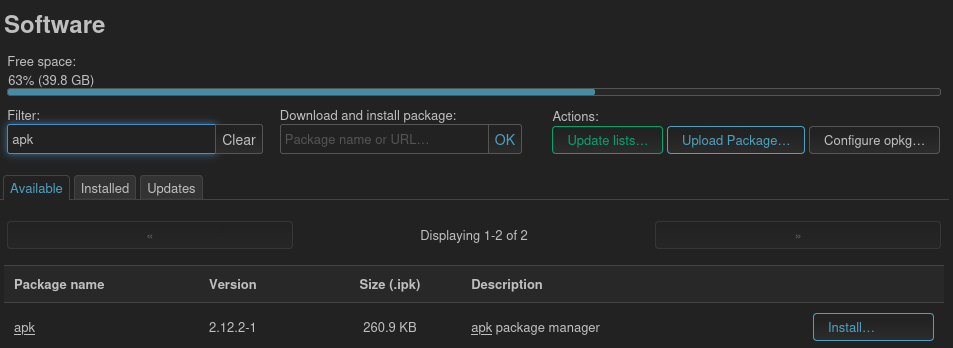 Software
Free space:
63% (39.8 GB)
Filter:
Download and install package:
Actions:
apk
Clear
Package name or URL…
OK
Update lists…
Upload Package…
Configure opkg…
Available
Installed
Updates
«
Displaying 1-2 of 2
»
Package name Version Size (.ipk) Description
apk 2.12.2-1 260.9 KB apk package manager Install…